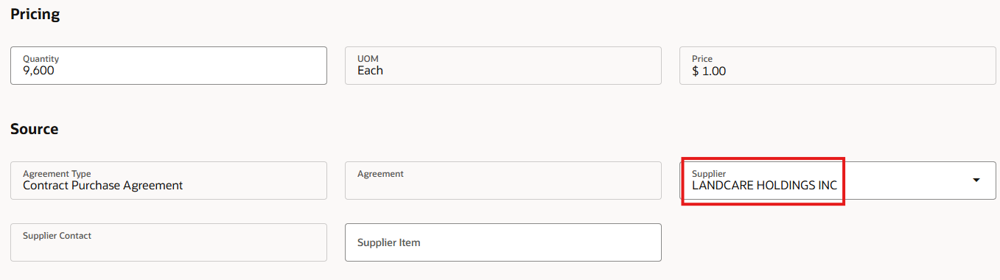 Pricing
Quantity
9,600
UOM
Each
Price
$ 1.00
Source
Agreement Type
Contract Purchase Agreement
Agreement
Supplier
LANDCARE HOLDINGS INC
Supplier Contact
Supplier Item